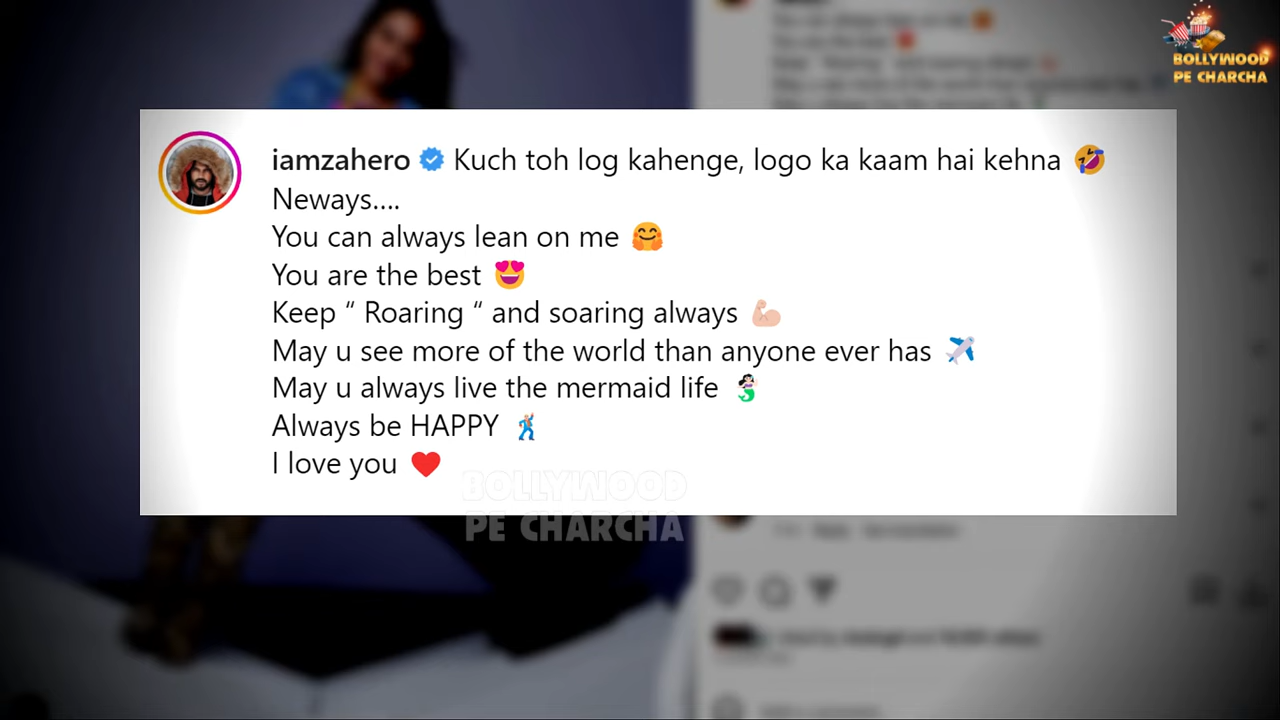 BOLLYWOOD
PE CHARCHA
iamzahero Kuch toh log kahenge, logo ka kaam hai kehna 🤣
Neways....
You can always lean on me 🤗
You are the best 😍
Keep “ Roaring “ and soaring always 💪🏻
May u see more of the world than anyone ever has ✈️
May u always live the mermaid life 🧜🏻‍♀️
Always be HAPPY 🕺
I love you ❤️
BOLLYWOOD
PE CHARCHA